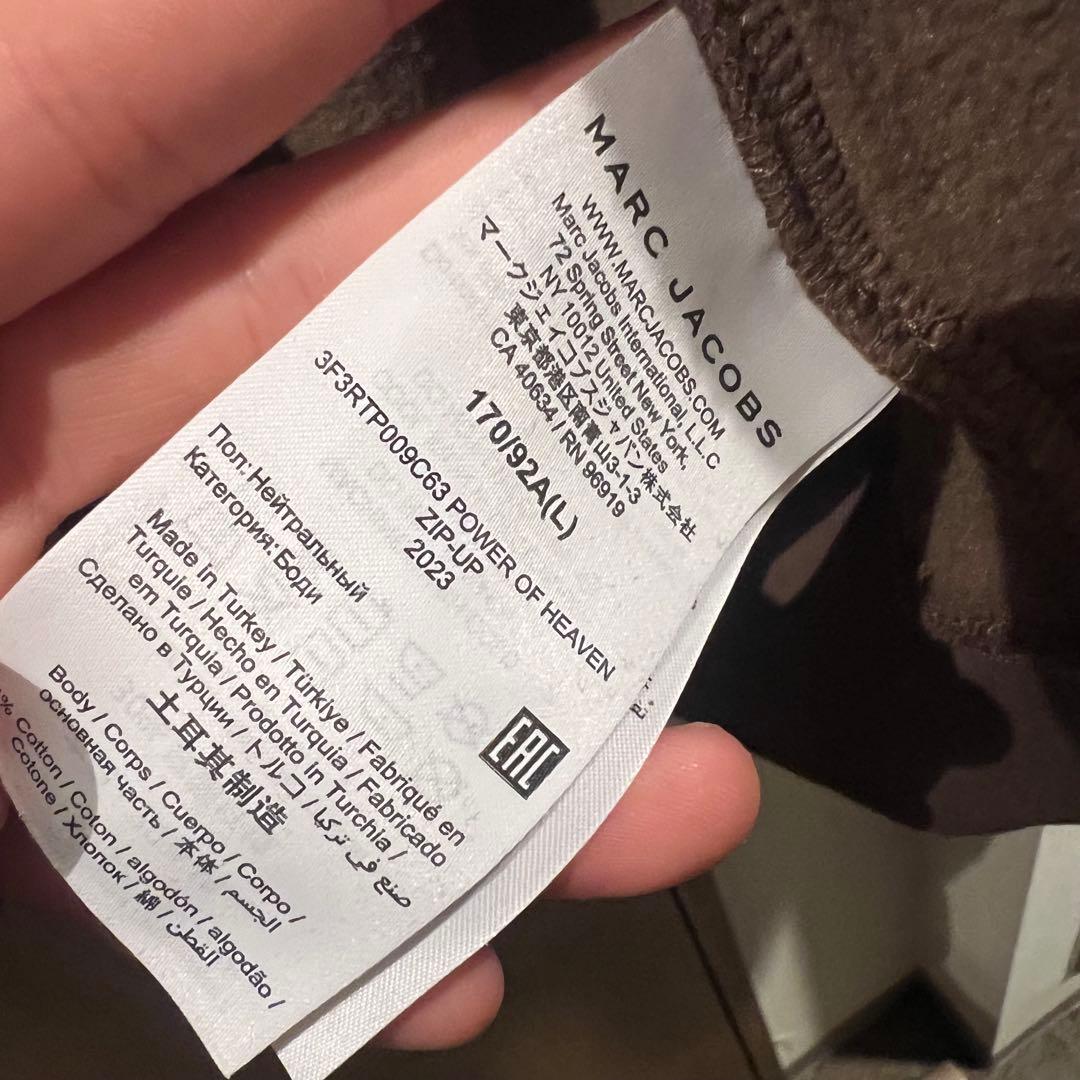 MARC JACOBS
WWW.MARCJACOBS.COM
Marc Jacobs International, LLC
72 Spring Street New York,
NY 10012 United States
マークジェイコブスジャパン株式会社
東京都港区南青山3-1-3
CA 40634 / RN 96919
170/92A(L)
3F3RTP009C63 POWER OF HEAVEN
ZIP-UP
2023
Пол: Нейтральный
Категория: Боди
EAC
Made in Turkey / Türkiye / Fabriqué en
Turquie / Hecho en Turquia / Fabricado
em Turquia / Prodotto in Turchia /
Сделано в Турции / トルコ / صنع في تركيا
土耳其制造
Body / Corps / Cuerpo / Corpo /
основная часть / 本体 / الجسم
% Cotton / Coton / algodón / algodão /
Cotone / Хлопок / 綿 / القطن